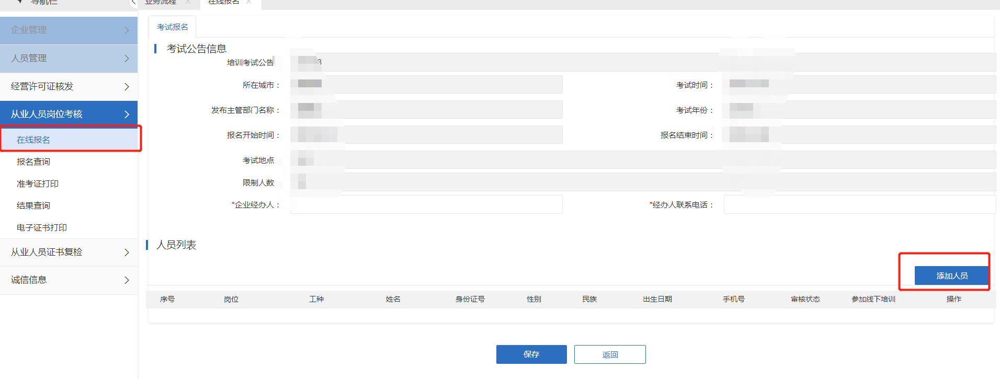 导航栏
业务流程
在线报名
企业管理
人员管理
经营许可证核发
从业人员岗位考核
在线报名
报名查询
准考证打印
结果查询
电子证书打印
从业人员证书复检
诚信信息
考试报名
考试公告信息
培训考试公告 3
所在城市： 考试时间：
发布主管部门名称： 考试年份：
报名开始时间： 报名结束时间：
考试地点
限制人数
*企业经办人： *经办人联系电话：
人员列表
添加人员
序号 岗位 工种 姓名 身份证号 性别 民族 出生日期 手机号 审核状态 参加线下培训 操作
保存 返回